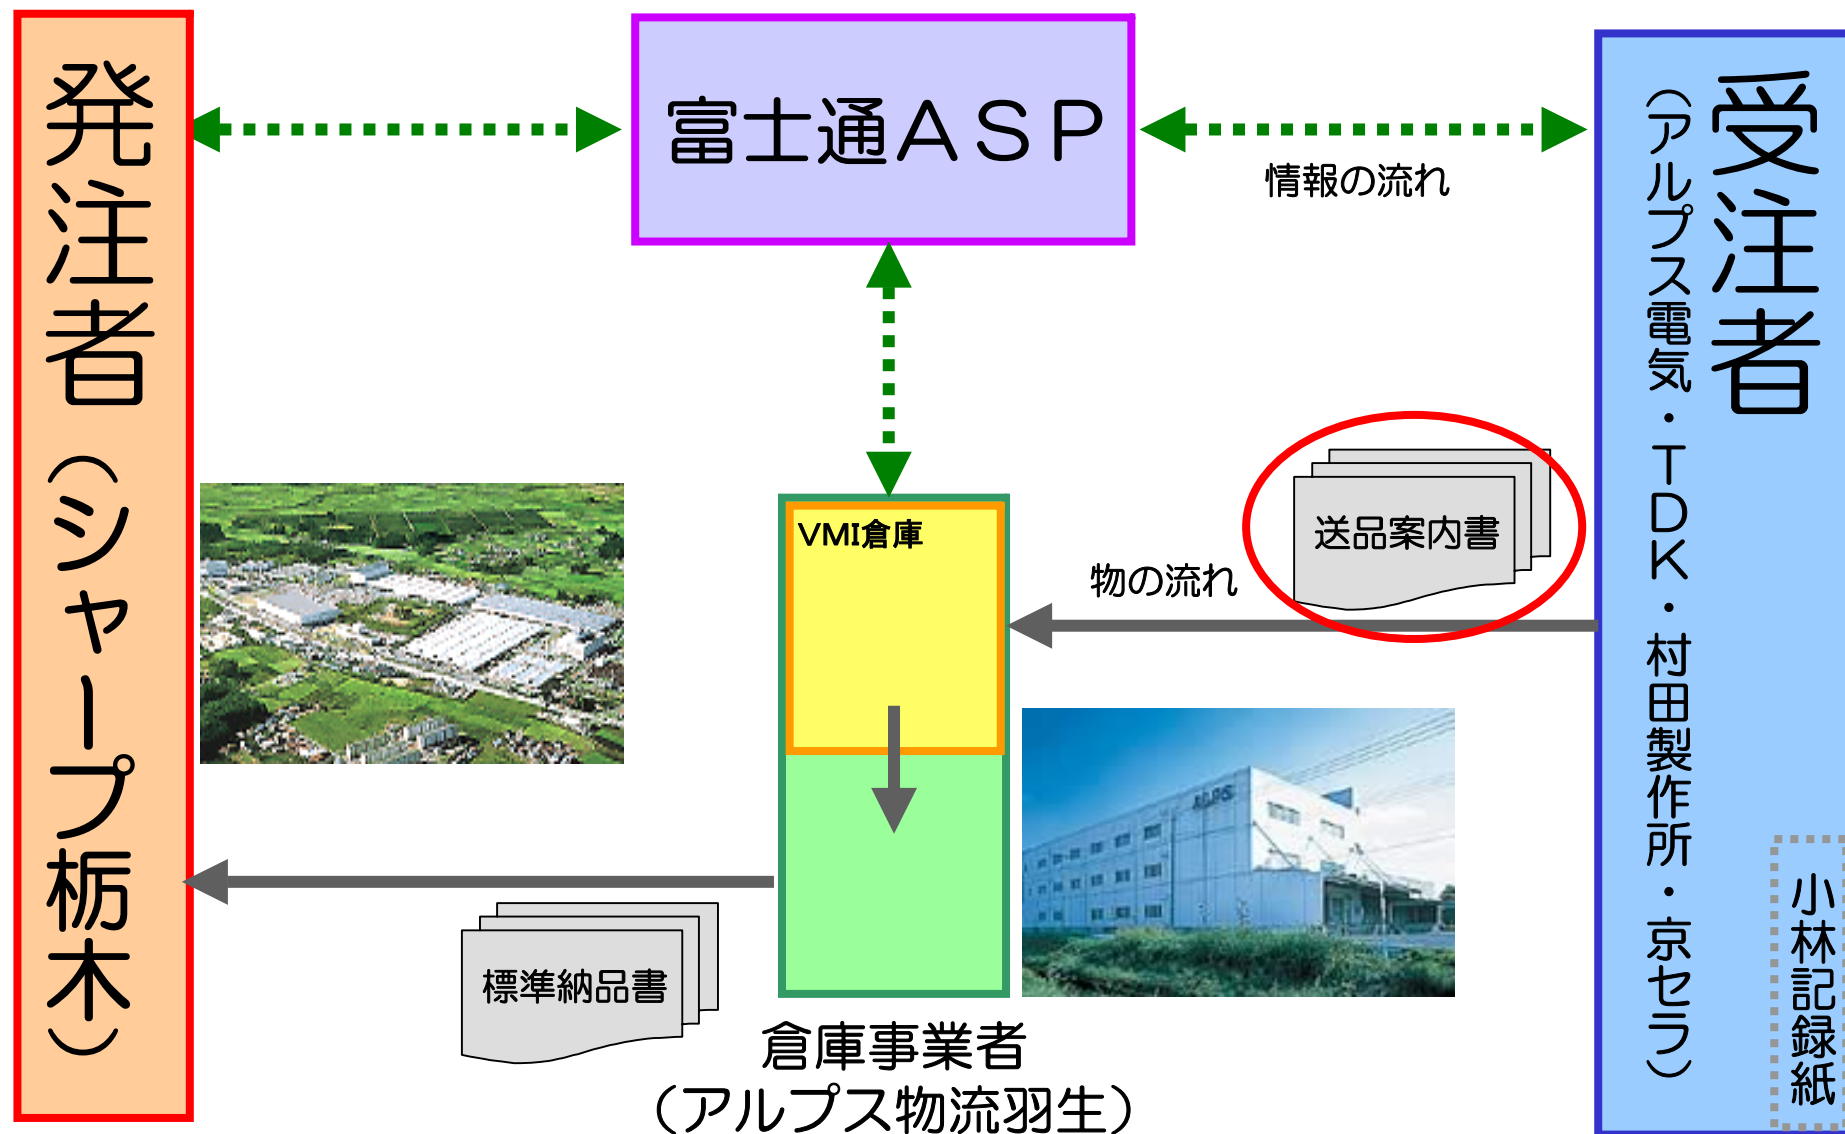 発注者（シャープ栃木）
富士通ＡＳＰ
情報の流れ
受注者
（アルプス電気・ＴＤＫ・村田製作所・京セラ）
VMI倉庫
送品案内書
物の流れ
ALPS
標準納品書
倉庫事業者
（アルプス物流羽生）
小林記録紙